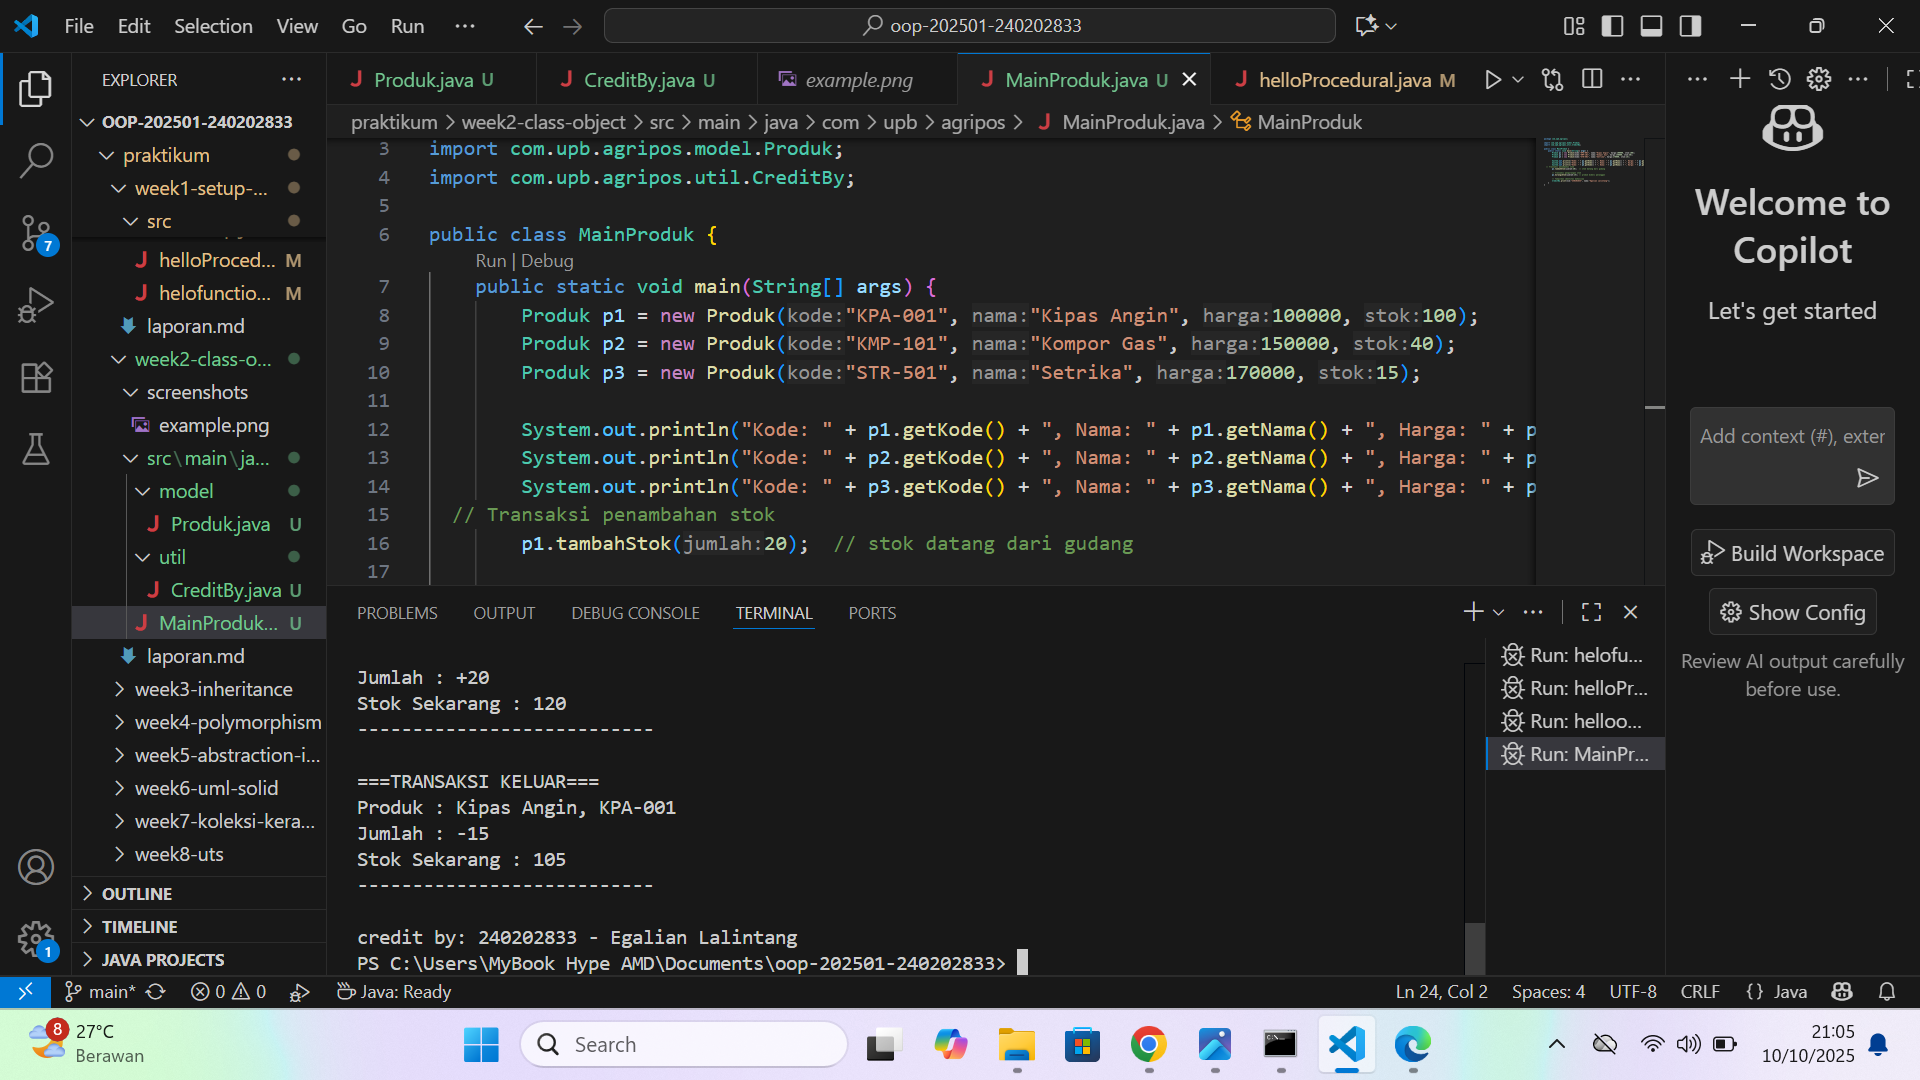 File Edit Selection View Go Run ···
oop-202501-240202833
EXPLORER
OOP-202501-240202833
praktikum
week1-setup-...
src
helloProced... M
helofunctio... M
laporan.md
week2-class-o...
screenshots
example.png
src\main\ja...
model
Produk.java U
util
CreditBy.java U
MainProduk... U
laporan.md
week3-inheritance
week4-polymorphism
week5-abstraction-i...
week6-uml-solid
week7-koleksi-kera...
week8-uts
OUTLINE
TIMELINE
JAVA PROJECTS
7
1
Produk.java U
CreditBy.java U
example.png
MainProduk.java U
helloProcedural.java M
praktikum > week2-class-object > src > main > java > com > upb > agripos > MainProduk.java > MainProduk
3 import com.upb.agripos.model.Produk;
4 import com.upb.agripos.util.CreditBy;
5
6 public class MainProduk {
Run | Debug
7 public static void main(String[] args) {
8 Produk p1 = new Produk(kode:"KPA-001", nama:"Kipas Angin", harga:100000, stok:100);
9 Produk p2 = new Produk(kode:"KMP-101", nama:"Kompor Gas", harga:150000, stok:40);
10 Produk p3 = new Produk(kode:"STR-501", nama:"Setrika", harga:170000, stok:15);
11
12 System.out.println("Kode: " + p1.getKode() + ", Nama: " + p1.getNama() + ", Harga: " + p
13 System.out.println("Kode: " + p2.getKode() + ", Nama: " + p2.getNama() + ", Harga: " + p
14 System.out.println("Kode: " + p3.getKode() + ", Nama: " + p3.getNama() + ", Harga: " + p
15 // Transaksi penambahan stok
16 p1.tambahStok(jumlah:20); // stok datang dari gudang
17
PROBLEMS OUTPUT DEBUG CONSOLE TERMINAL PORTS
Jumlah : +20
Stok Sekarang : 120
---------------------------
===TRANSAKSI KELUAR===
Produk : Kipas Angin, KPA-001
Jumlah : -15
Stok Sekarang : 105
---------------------------
credit by: 240202833 - Egalian Lalintang
PS C:\Users\MyBook Hype AMD\Documents\oop-202501-240202833>
Run: helofu...
Run: helloPr...
Run: helloo...
Run: MainPr...
Welcome to
Copilot
Let's get started
Add context (#), exter
Build Workspace
Show Config
Review AI output carefully
before use.
main* 0 0 Java: Ready
Ln 24, Col 2 Spaces: 4 UTF-8 CRLF {} Java
8
27°C
Berawan
Search
21:05
10/10/2025